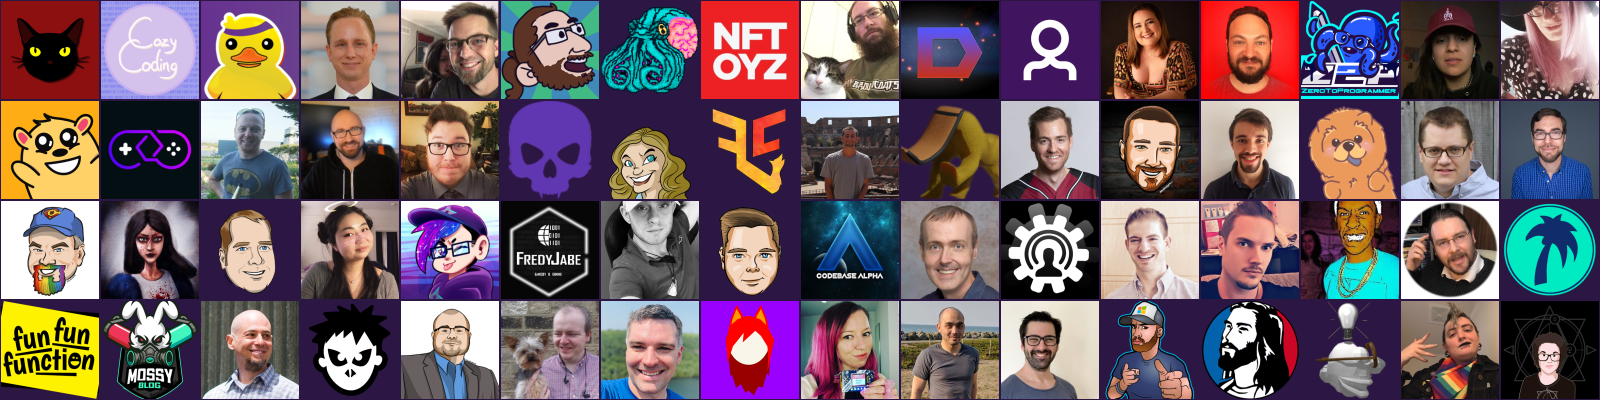 Cozy
Coding
NFT
OYZ
ZEROTOPROGRAMMER
FREDYJABE
CODEBASE ALPHA
fun fun
function
MOSSY
BLOG